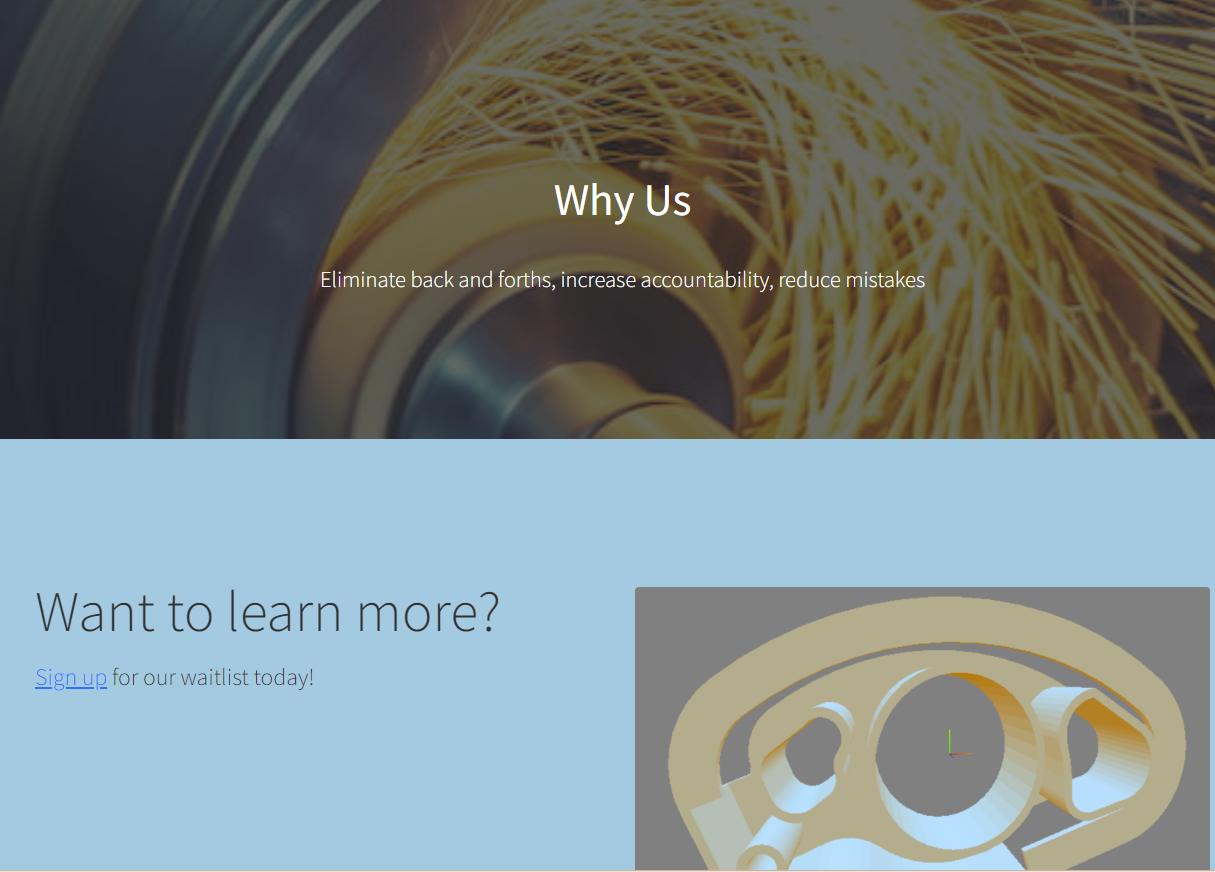 Why Us
Eliminate back and forths, increase accountability, reduce mistakes
Want to learn more?
Sign up for our waitlist today!